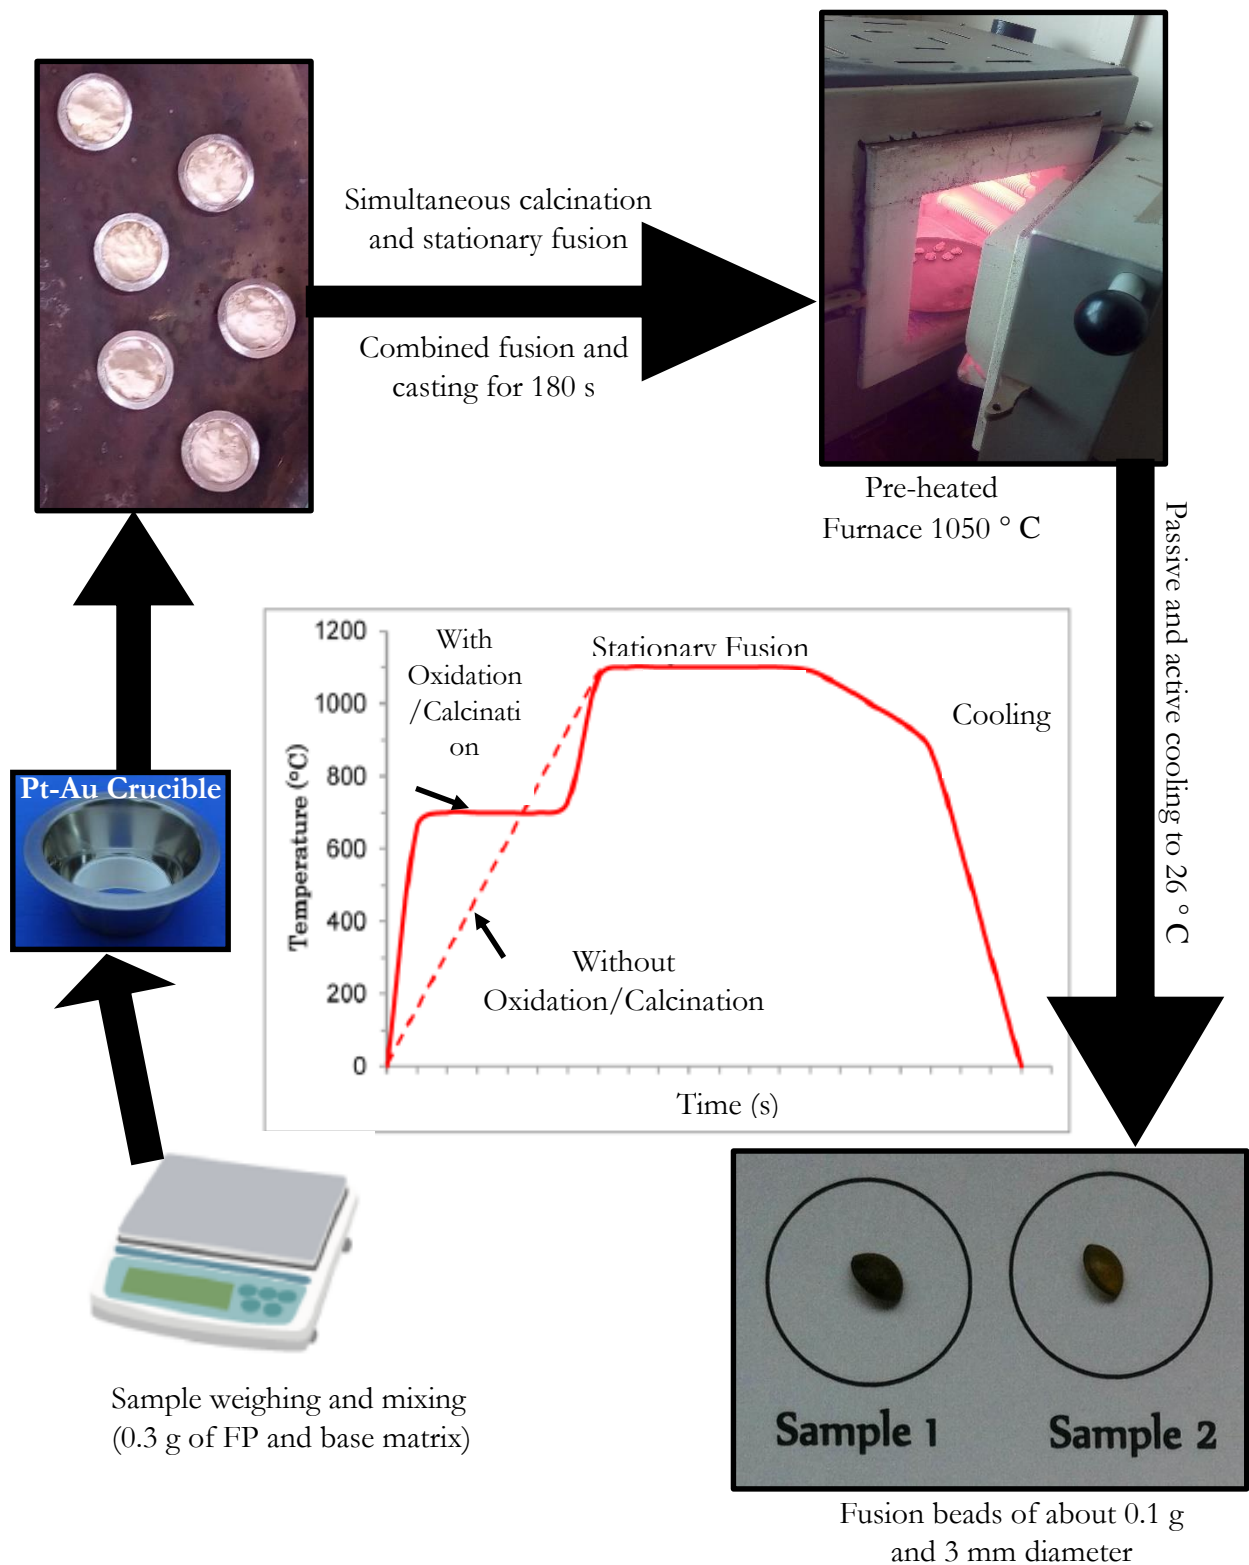 Simultaneous calcination
and stationary fusion
Combined fusion and
casting for 180 s
Pre-heated
Furnace 1050 ° C
Passive and active cooling to 26 ° C
Pt-Au Crucible
1200
1000
800
600
400
200
0
Temperature (°C)
With
Oxidation
/Calcinati
on
Stationary Fusion
Cooling
Without
Oxidation/Calcination
Time (s)
Sample weighing and mixing
(0.3 g of FP and base matrix)
Sample 1
Sample 2
Fusion beads of about 0.1 g
and 3 mm diameter